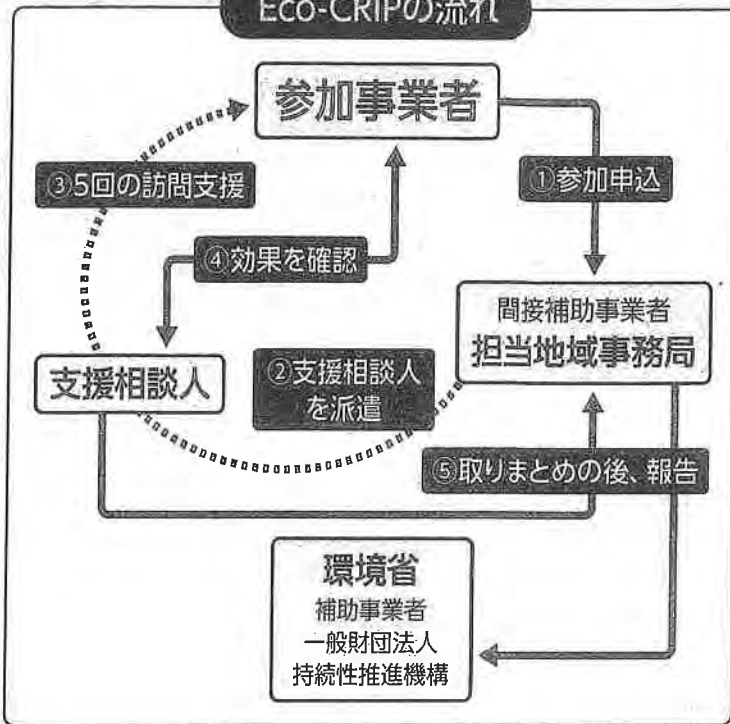 Eco-CRIPの流れ
参加事業者
③5回の訪問支援
①参加申込
④効果を確認
間接補助事業者
担当地域事務局
支援相談人
②支援相談人
を派遣
⑤取りまとめの後、報告
環境省
補助事業者
一般財団法人
持続性推進機構